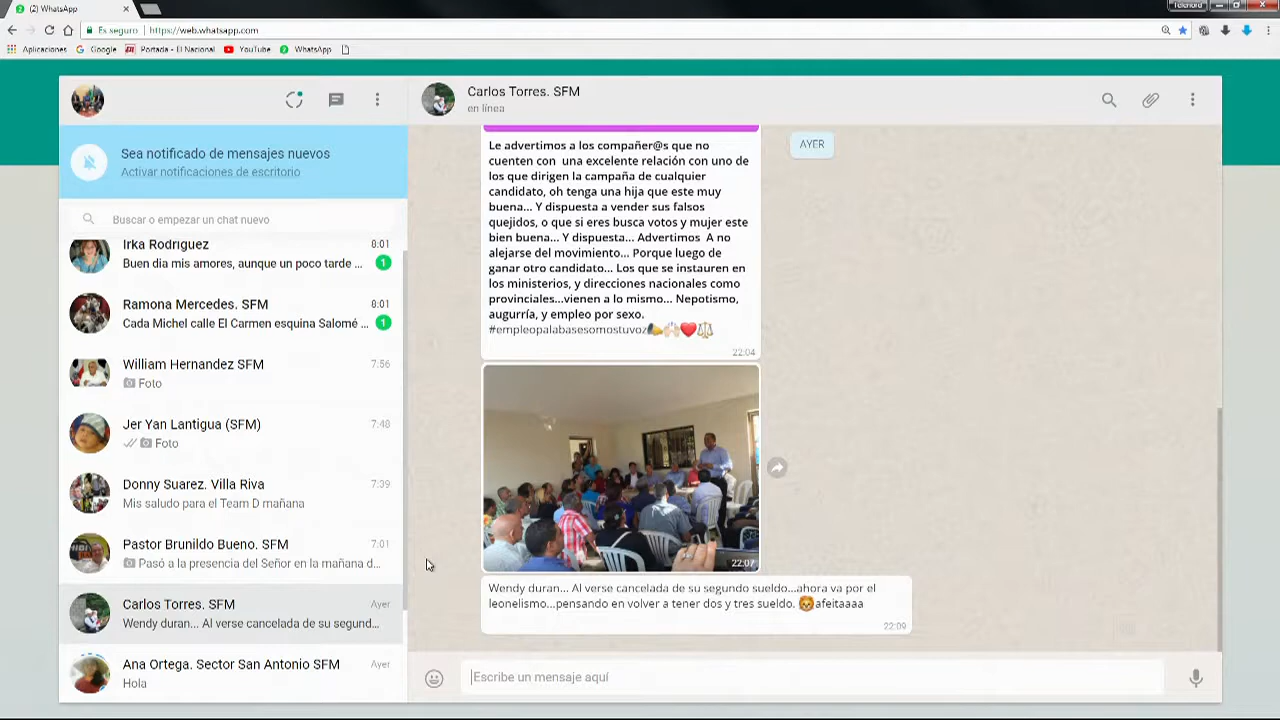 (2) WhatsApp
Telenord
Es seguro
https://web.whatsapp.com
Aplicaciones
Google
Portada - El Nacional
YouTube
WhatsApp
Sea notificado de mensajes nuevos
Activar notificaciones de escritorio
Buscar o empezar un chat nuevo
Irka Rodriguez
8:01
Buen dia mis amores, aunque un poco tarde ...
1
Ramona Mercedes. SFM
8:01
Cada Michel calle El Carmen esquina Salomé ...
1
William Hernandez SFM
7:56
Foto
Jer Yan Lantigua (SFM)
7:48
Foto
Donny Suarez. Villa Riva
7:39
Mis saludo para el Team D mañana
Pastor Brunildo Bueno. SFM
7:01
Pasó a la presencia del Señor en la mañana d...
Carlos Torres. SFM
Ayer
Wendy duran... Al verse cancelada de su segund...
Ana Ortega. Sector San Antonio SFM
Ayer
Hola
Carlos Torres. SFM
en línea
AYER
Le advertimos a los compañer@s que no
cuenten con una excelente relación con uno de
los que dirigen la campaña de cualquier
candidato, oh tenga una hija que este muy
buena... Y dispuesta a vender sus falsos
quejidos, o que si eres busca votos y mujer este
bien buena... Y dispuesta... Advertimos A no
alejarse del movimiento... Porque luego de
ganar otro candidato... Los que se instauren en
los ministerios, y direcciones nacionales como
provinciales...vienen a lo mismo... Nepotismo,
augurría, y empleo por sexo.
#empleopalabasesomostuvoz
22:04
22:07
Wendy duran... Al verse cancelada de su segundo sueldo...ahora va por el
leonelismo...pensando en volver a tener dos y tres sueldo. afeitaaaa
22:09
Escribe un mensaje aquí